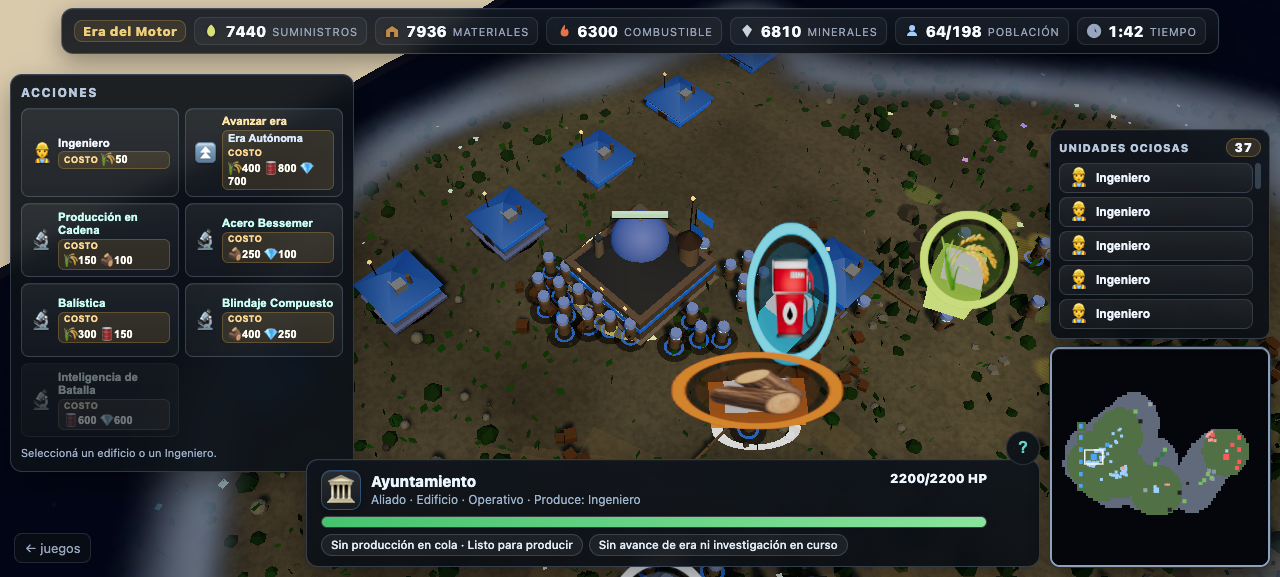 Era del Motor
7440 SUMINISTROS
7936 MATERIALES
6300 COMBUSTIBLE
6810 MINERALES
64/198 POBLACIÓN
1:42 TIEMPO
ACCIONES
Ingeniero
COSTO 50
Avanzar era
Era Autónoma
COSTO
400 800
700
Producción en
Cadena
COSTO
150 100
Acero Bessemer
COSTO
250 100
Balística
COSTO
300 150
Blindaje Compuesto
COSTO
400 250
Inteligencia de
Batalla
COSTO
600 600
Seleccioná un edificio o un Ingeniero.
UNIDADES OCIOSAS 37
Ingeniero
Ingeniero
Ingeniero
Ingeniero
Ingeniero
?
Ayuntamiento
2200/2200 HP
Aliado · Edificio · Operativo · Produce: Ingeniero
Sin producción en cola · Listo para producir
Sin avance de era ni investigación en curso
← juegos